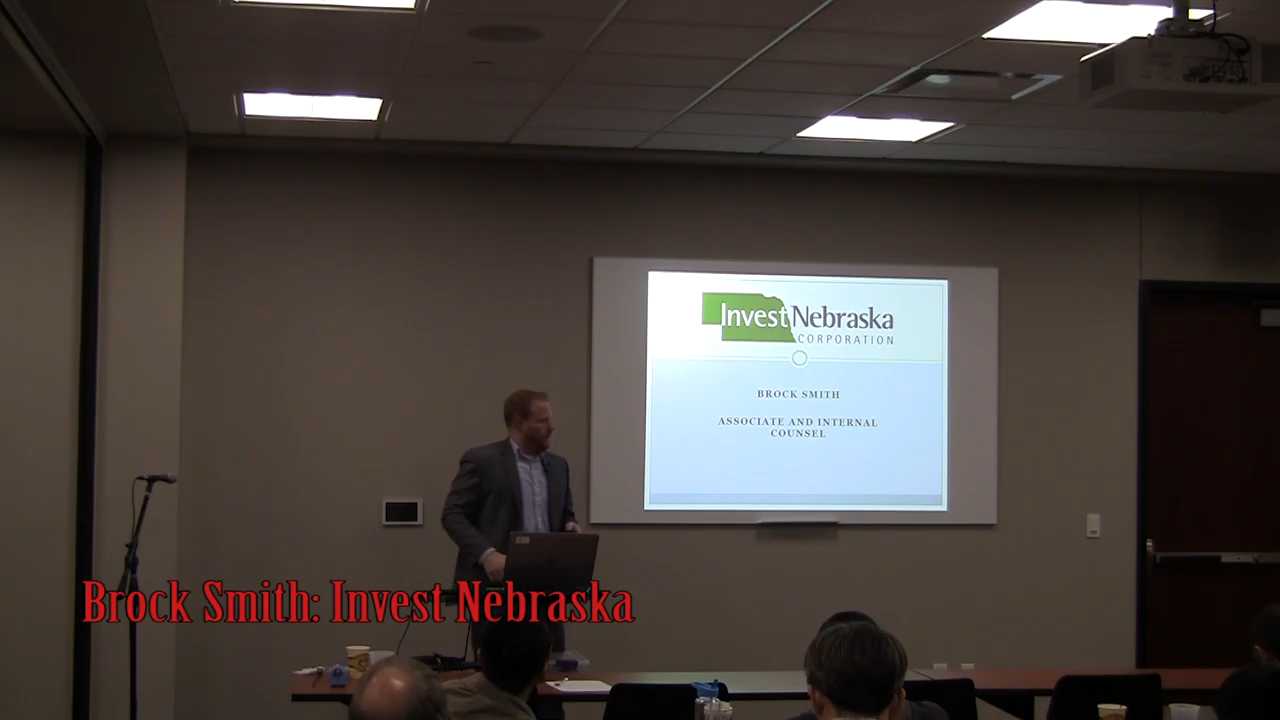 Invest Nebraska
CORPORATION
BROCK SMITH
ASSOCIATE AND INTERNAL
COUNSEL
Brock Smith: Invest Nebraska